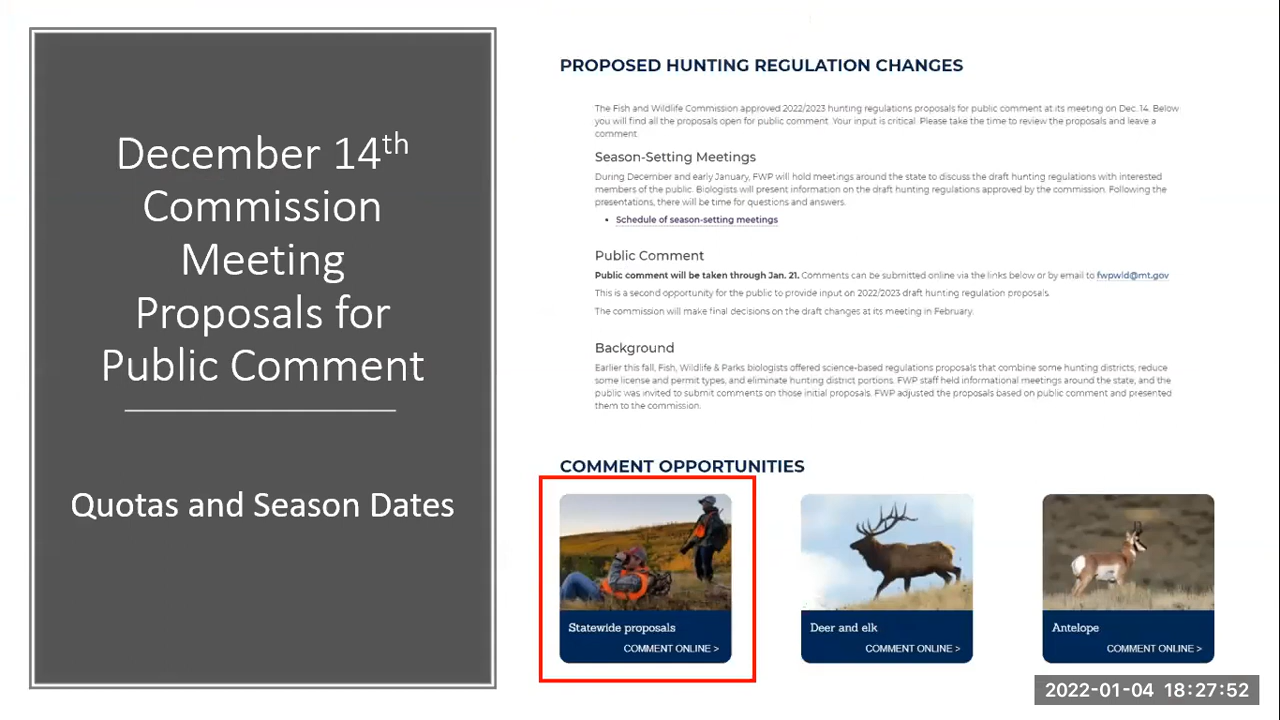 December 14th
Commission
Meeting
Proposals for
Public Comment
Quotas and Season Dates
PROPOSED HUNTING REGULATION CHANGES
The Fish and Wildlife Commission approved 2022/2023 hunting regulations proposals for public comment at its meeting on Dec. 14. Below
you will find all the proposals open for public comment. Your input is critical. Please take the time to review the proposals and leave a
comment.
Season-Setting Meetings
During December and early January, FWP will hold meetings around the state to discuss the draft hunting regulations with interested
members of the public. Biologists will present information on the draft hunting regulations approved by the commission. Following the
presentations, there will be time for questions and answers.
• Schedule of season-setting meetings
Public Comment
Public comment will be taken through Jan. 21. Comments can be submitted online via the links below or by email to fwpwld@mt.gov
This is a second opportunity for the public to provide input on 2022/2023 draft hunting regulation proposals.
The commission will make final decisions on the draft changes at its meeting in February.
Background
Earlier this fall, Fish, Wildlife & Parks biologists offered science-based regulations proposals that combine some hunting districts, reduce
some license and permit types, and eliminate hunting district portions. FWP staff held informational meetings around the state, and the
public was invited to submit comments on those initial proposals. FWP adjusted the proposals based on public comment and presented
them to the commission.
COMMENT OPPORTUNITIES
Statewide proposals
COMMENT ONLINE >
Deer and elk
COMMENT ONLINE >
Antelope
COMMENT ONLINE >
2022-01-04 18:27:52